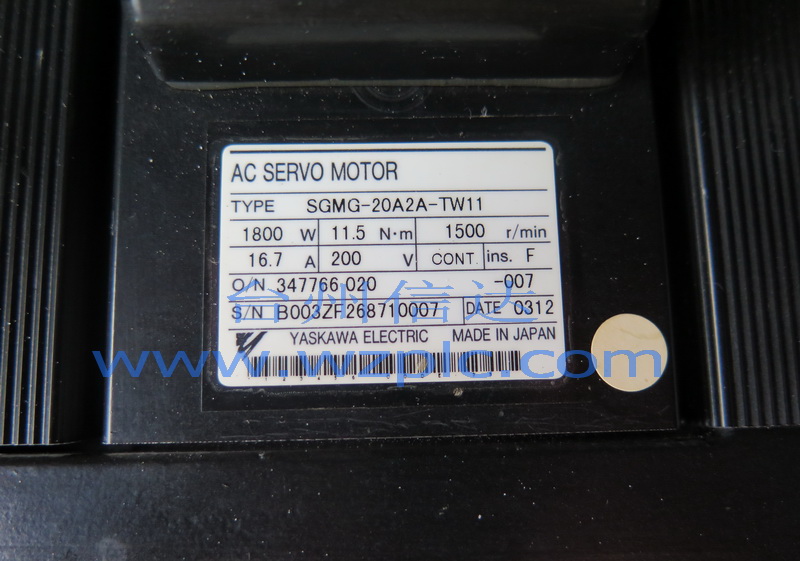 AC SERVO MOTOR
TYPE SGMG-20A2A-TW11
1800 W 11.5 N·m 1500 r/min
16.7 A 200 V CONT. ins. F
O/N 347766-020 -007
台州信达
S/N B003ZF268710007 DATE 0312
YASKAWA ELECTRIC MADE IN JAPAN
www.wzplc.com